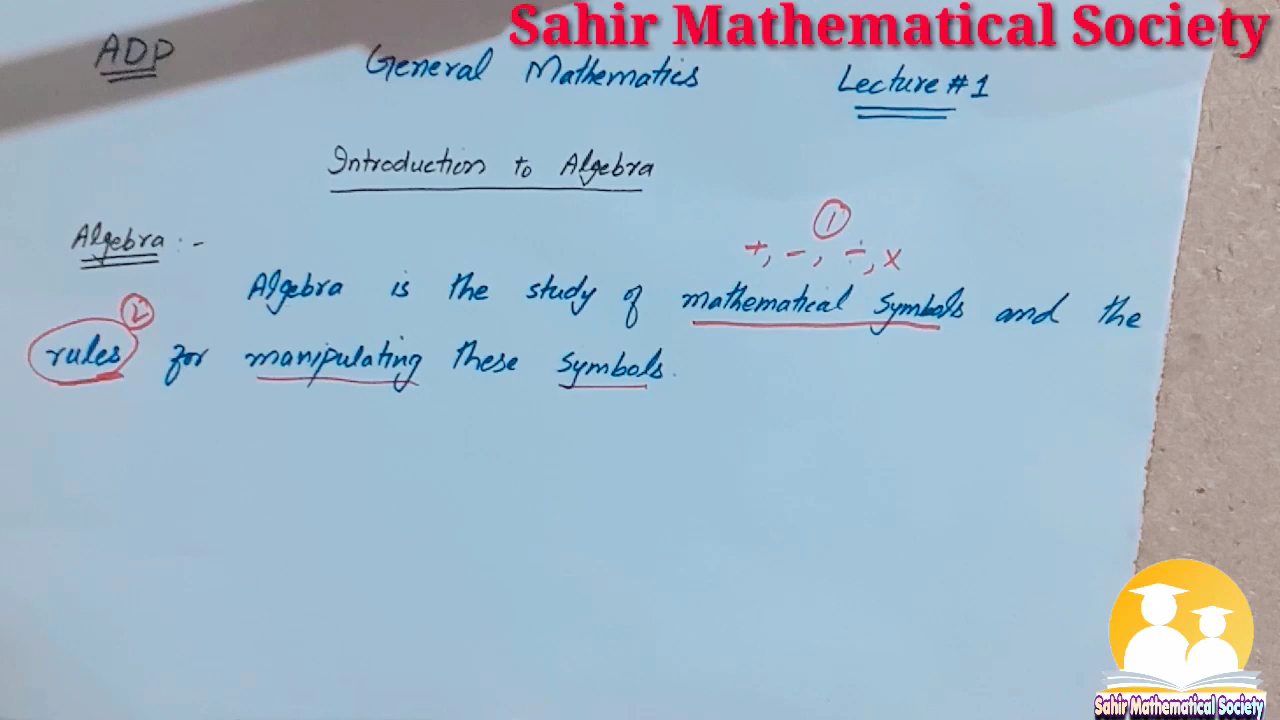 Sahir Mathematical Society
ADP General Mathematics Lecture #1
Introduction to Algebra
Algebra :-
①
+, -, ÷, ×
Algebra is the study of mathematical symbols and the
②
rules for manipulating these symbols.
Sahir Mathematical Society